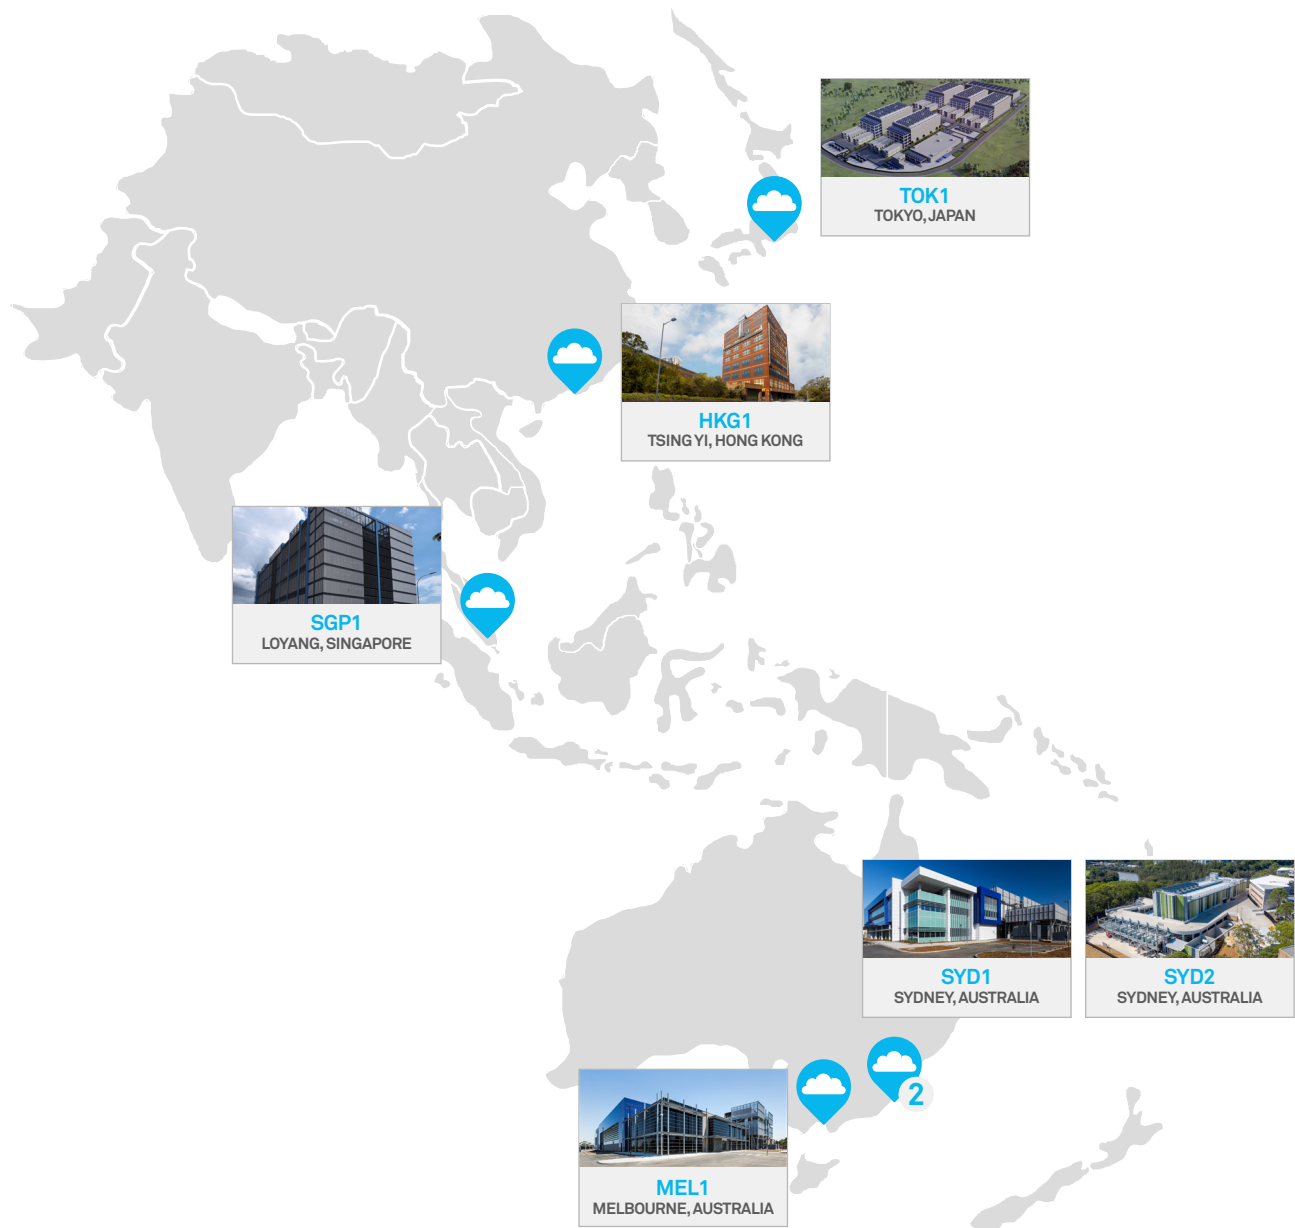 TOK1
TOKYO, JAPAN
HKG1
TSING YI, HONG KONG
SGP1
LOYANG, SINGAPORE
SYD1
SYDNEY, AUSTRALIA
SYD2
SYDNEY, AUSTRALIA
2
MEL1
MELBOURNE, AUSTRALIA